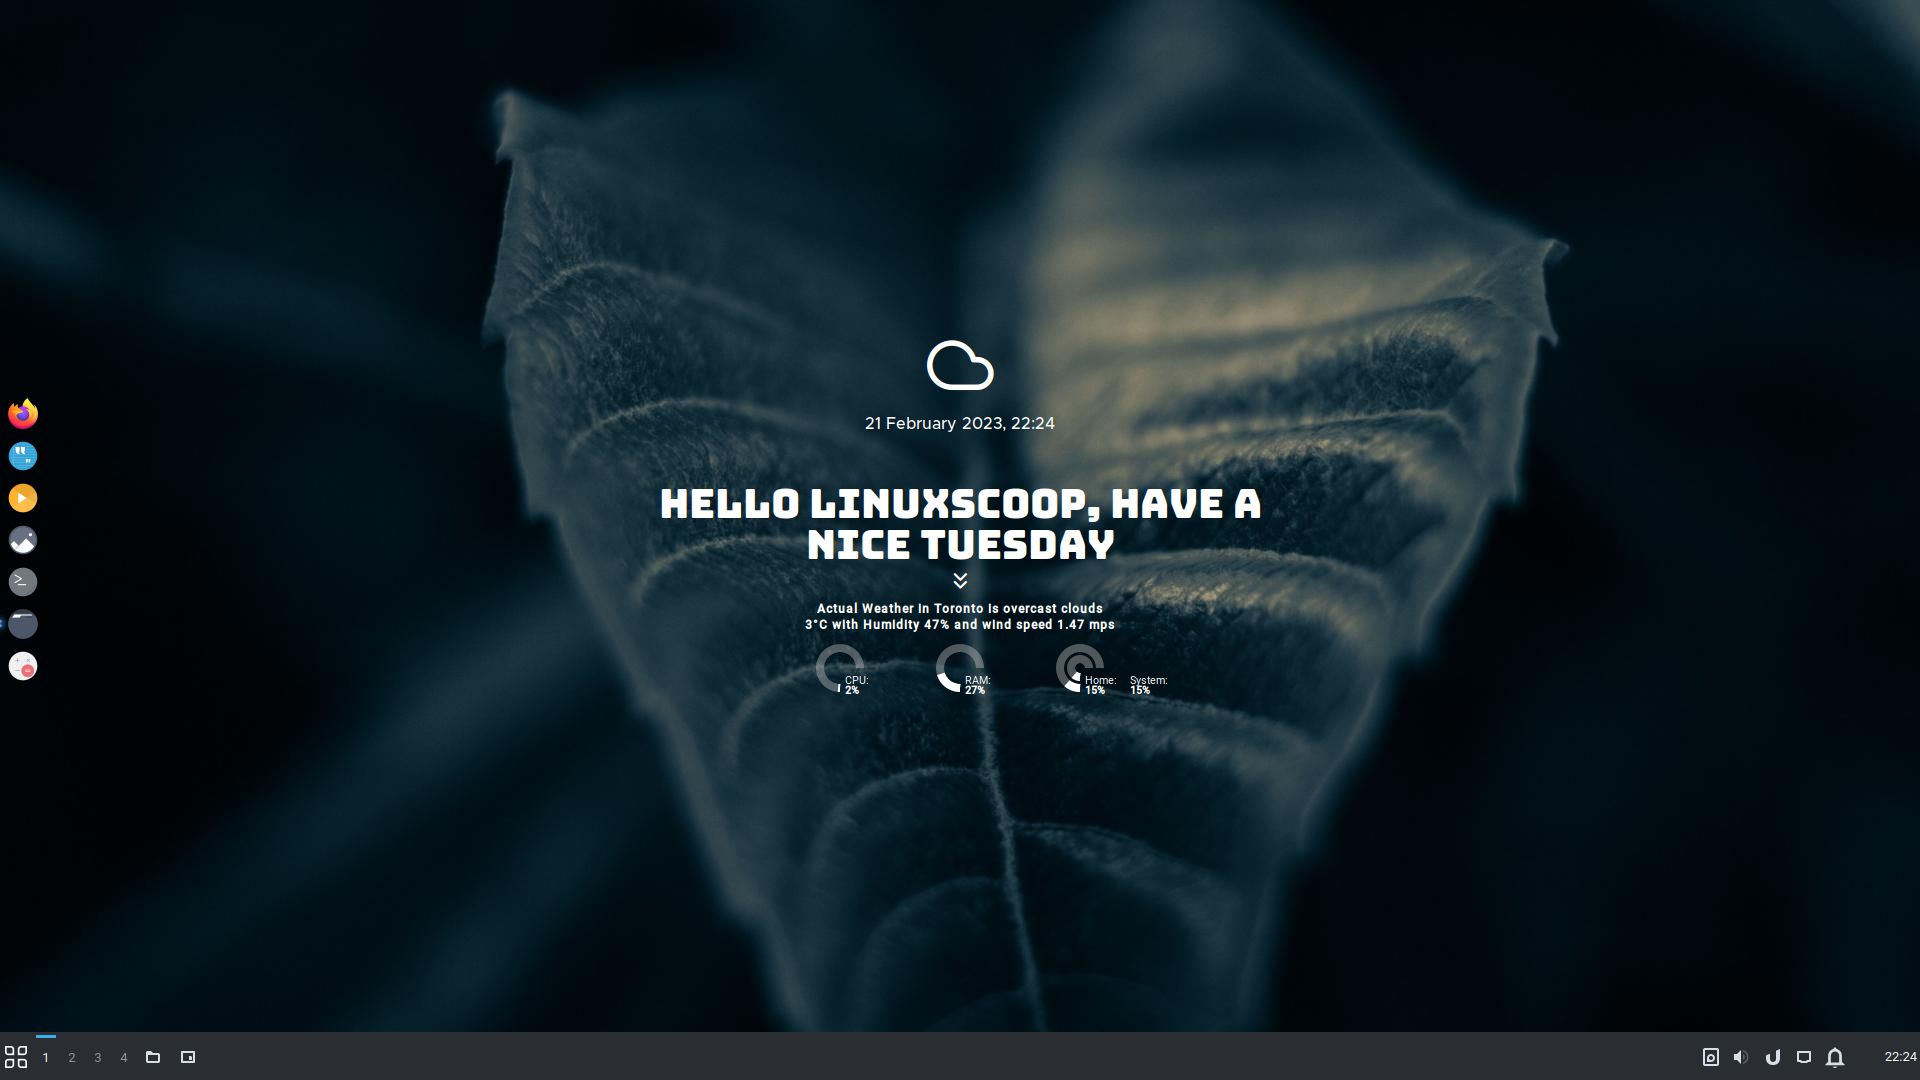 21 February 2023, 22:24
HELLO LINUXSCOOP, HAVE A
NICE TUESDAY
Actual Weather in Toronto is overcast clouds
3°C with Humidity 47% and wind speed 1.47 mps
CPU:
2%
RAM:
27%
Home: System:
15% 15%
1 2 3 4
22:24